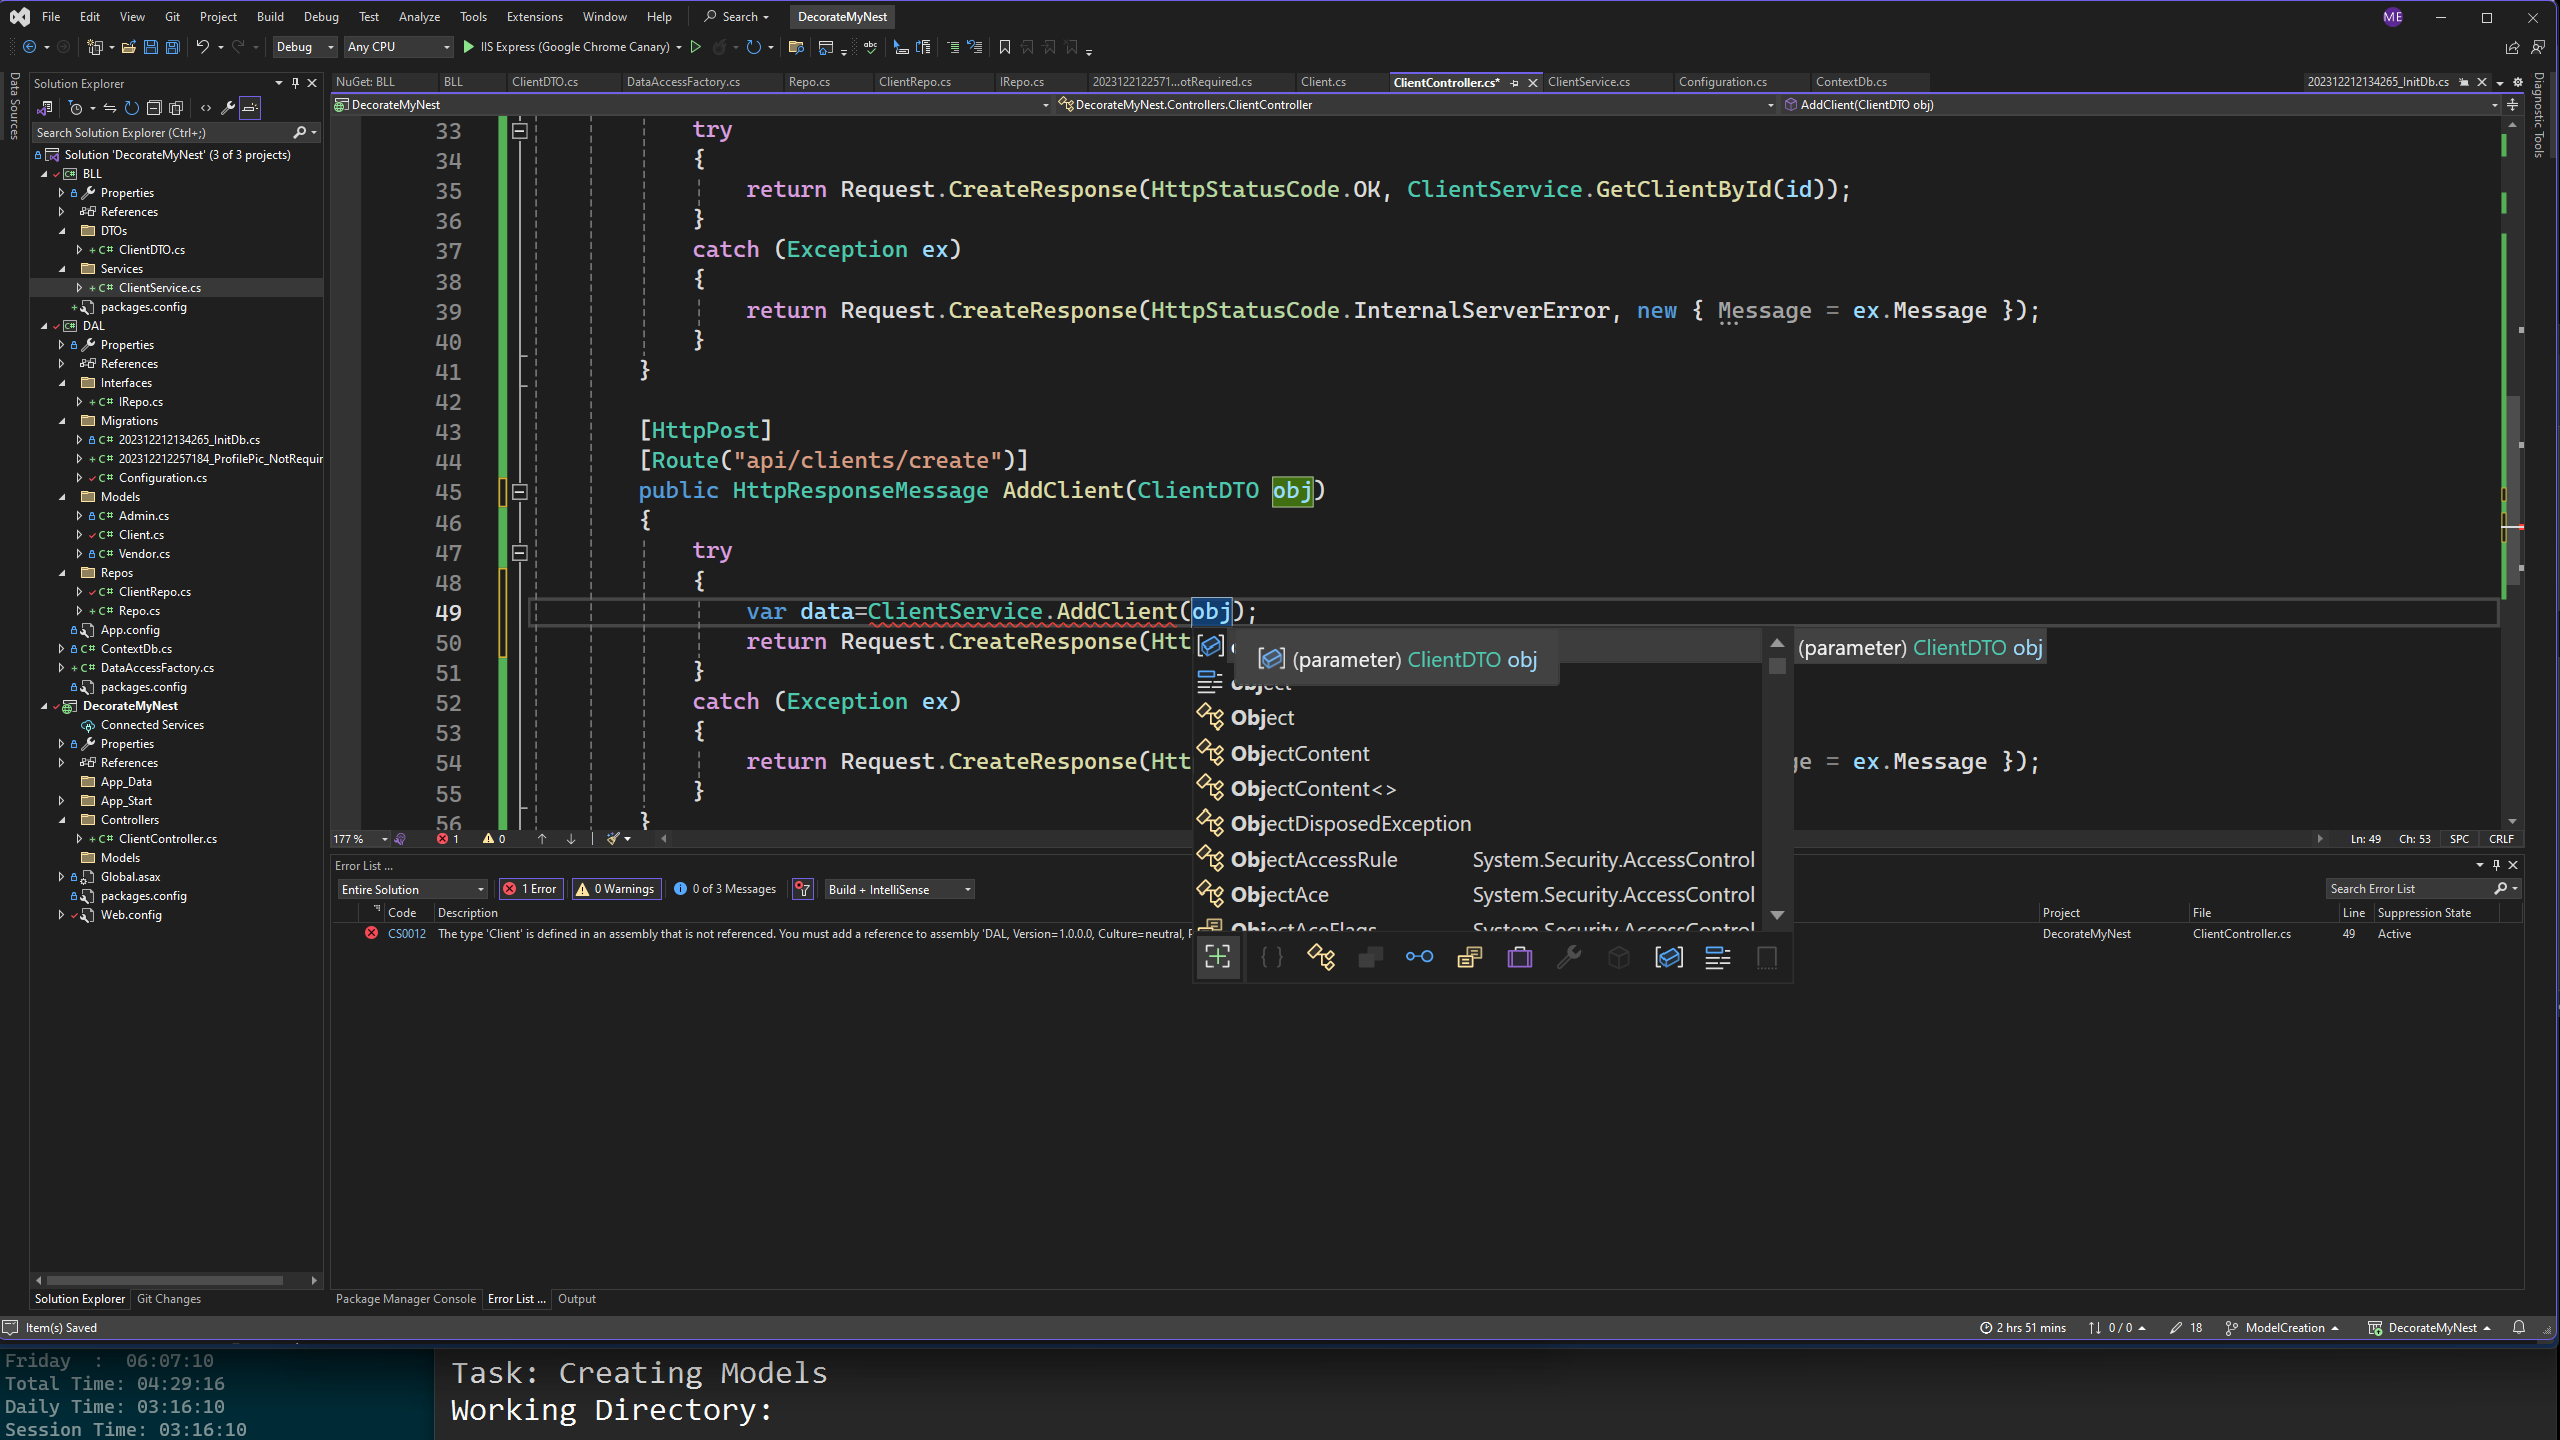 File Edit View Git Project Build Debug Test Analyze Tools Extensions Window Help Search DecorateMyNest ME
Debug Any CPU IIS Express (Google Chrome Canary)
Data Sources
Solution Explorer
Search Solution Explorer (Ctrl+;)
Solution 'DecorateMyNest' (3 of 3 projects)
BLL
Properties
References
DTOs
C# ClientDTO.cs
Services
C# ClientService.cs
packages.config
DAL
Properties
References
Interfaces
C# IRepo.cs
Migrations
C# 202312212134265_InitDb.cs
C# 202312212257184_ProfilePic_NotRequir
C# Configuration.cs
Models
C# Admin.cs
C# Client.cs
C# Vendor.cs
Repos
C# ClientRepo.cs
C# Repo.cs
App.config
C# ContextDb.cs
C# DataAccessFactory.cs
packages.config
DecorateMyNest
Connected Services
Properties
References
App_Data
App_Start
Controllers
C# ClientController.cs
Models
Global.asax
packages.config
Web.config
Solution Explorer Git Changes
NuGet: BLL BLL ClientDTO.cs DataAccessFactory.cs Repo.cs ClientRepo.cs IRepo.cs 2023122122571...otRequired.cs Client.cs ClientController.cs* ClientService.cs Configuration.cs ContextDb.cs 202312212134265_InitDb.cs
DecorateMyNest DecorateMyNest.Controllers.ClientController AddClient(ClientDTO obj)
Diagnostic Tools
33 try
34 {
35 return Request.CreateResponse(HttpStatusCode.OK, ClientService.GetClientById(id));
36 }
37 catch (Exception ex)
38 {
39 return Request.CreateResponse(HttpStatusCode.InternalServerError, new { Message = ex.Message });
40 }
41 }
42
43 [HttpPost]
44 [Route("api/clients/create")]
45 public HttpResponseMessage AddClient(ClientDTO obj)
46 {
47 try
48 {
49 var data=ClientService.AddClient(obj);
50 return Request.CreateResponse(Htt
51 }
52 catch (Exception ex)
53 {
54 return Request.CreateResponse(Htt ge = ex.Message });
55 }
56 }
(parameter) ClientDTO obj
(parameter) ClientDTO obj
object
Object
ObjectContent
ObjectContent<>
ObjectDisposedException
ObjectAccessRule System.Security.AccessControl
ObjectAce System.Security.AccessControl
ObjectAceFlags System.Security.AccessControl
177 % 1 0 Ln: 49 Ch: 53 SPC CRLF
Error List ...
Entire Solution 1 Error 0 Warnings 0 of 3 Messages Build + IntelliSense Search Error List
Code Description Project File Line Suppression State
CS0012 The type 'Client' is defined in an assembly that is not referenced. You must add a reference to assembly 'DAL, Version=1.0.0.0, Culture=neutral, P DecorateMyNest ClientController.cs 49 Active
Package Manager Console Error List ... Output
Item(s) Saved 2 hrs 51 mins 0 / 0 18 ModelCreation DecorateMyNest
Friday : 06:07:10
Total Time: 04:29:16
Daily Time: 03:16:10
Session Time: 03:16:10
Task: Creating Models
Working Directory: